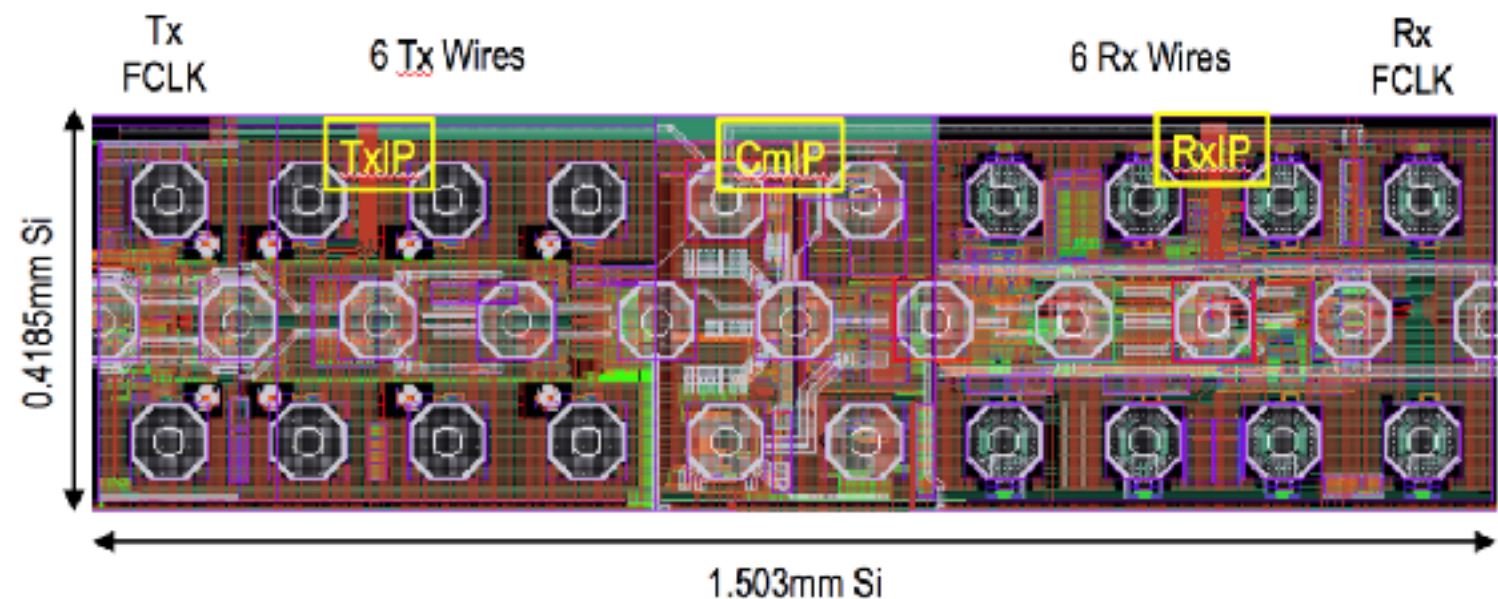 Tx
FCLK
6 Tx Wires
6 Rx Wires
Rx
FCLK
TxIP
CmIP
RxIP
0.4185mm Si
1.503mm Si